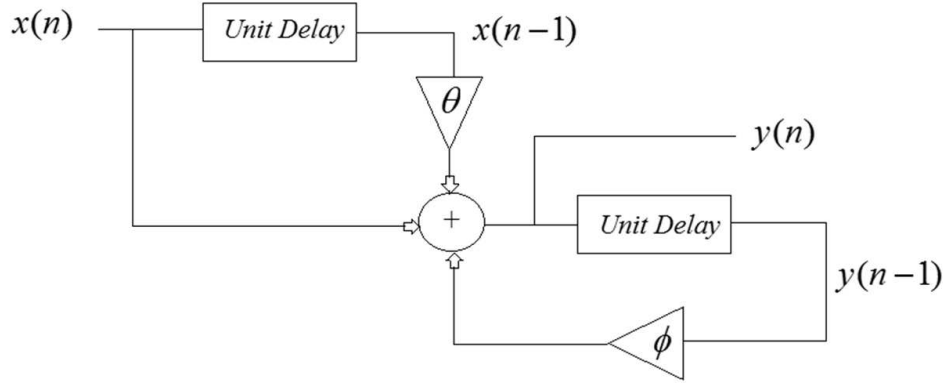 x(n)
Unit Delay
x(n−1)
θ
y(n)
+
Unit Delay
y(n−1)
ϕ